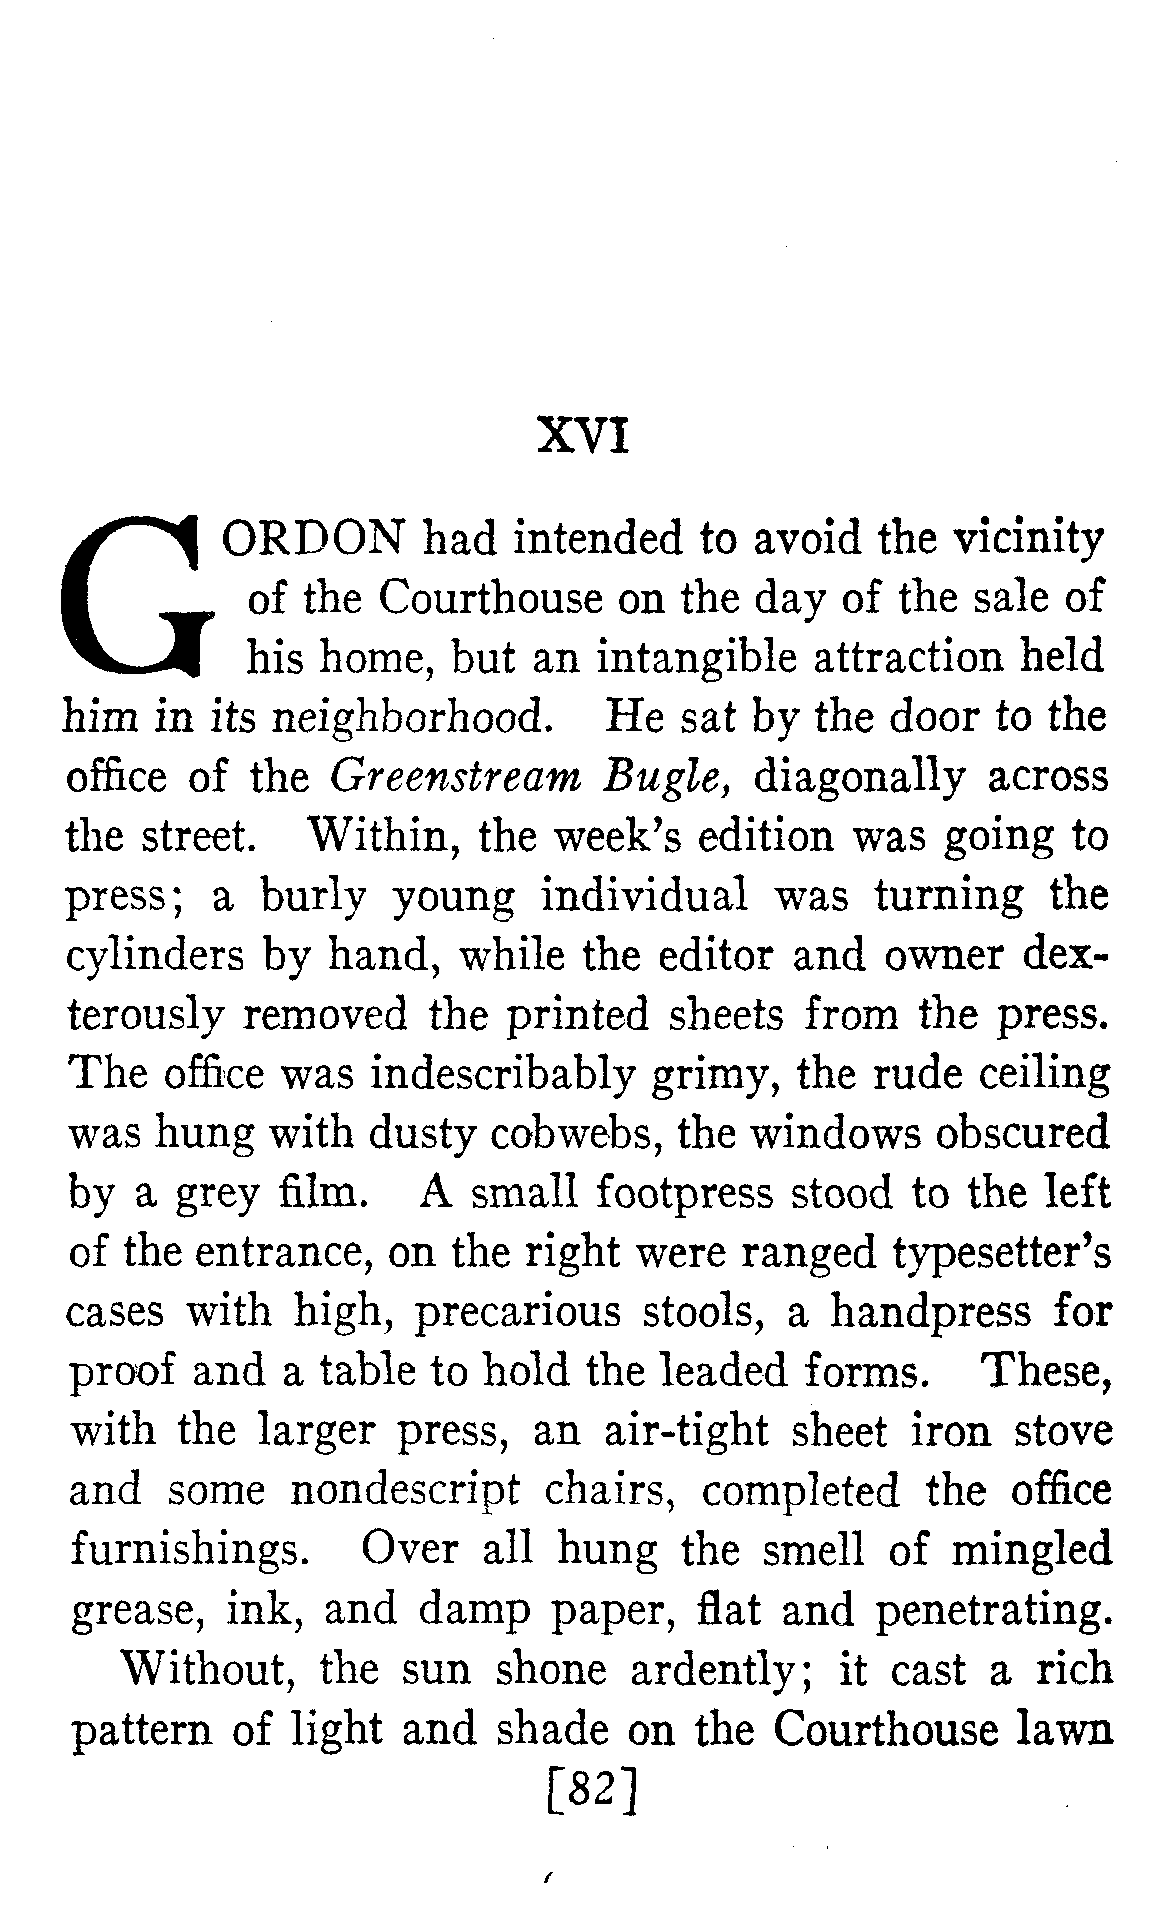 XVI
GORDON had intended to avoid the vicinity
of the Courthouse on the day of the sale of
his home, but an intangible attraction held
him in its neighborhood. He sat by the door to the
office of the Greenstream Bugle, diagonally across
the street. Within, the week's edition was going to
press; a burly young individual was turning the
cylinders by hand, while the editor and owner dex-
terously removed the printed sheets from the press.
The office was indescribably grimy, the rude ceiling
was hung with dusty cobwebs, the windows obscured
by a grey film. A small footpress stood to the left
of the entrance, on the right were ranged typesetter's
cases with high, precarious stools, a handpress for
proof and a table to hold the leaded forms. These,
with the larger press, an air-tight sheet iron stove
and some nondescript chairs, completed the office
furnishings. Over all hung the smell of mingled
grease, ink, and damp paper, flat and penetrating.
Without, the sun shone ardently; it cast a rich
pattern of light and shade on the Courthouse lawn
[82]